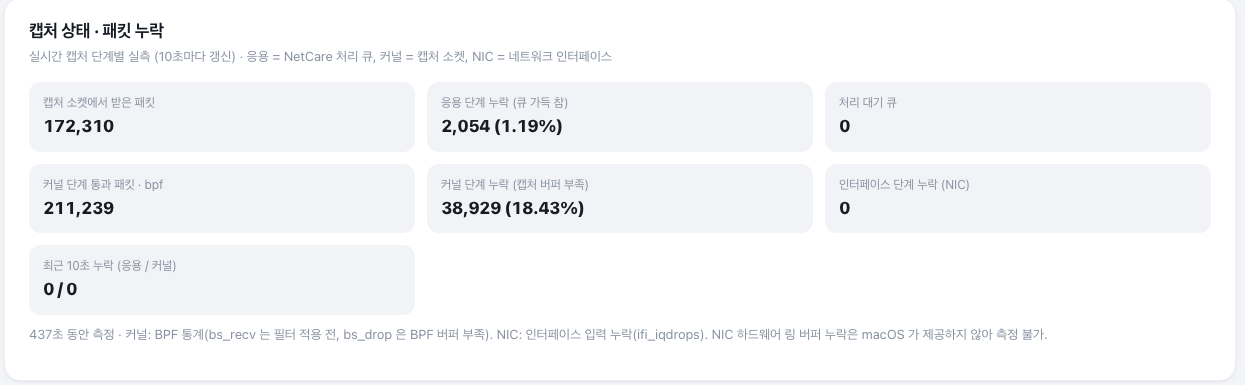 캡처 상태 · 패킷 누락
실시간 캡처 단계별 실측 (10초마다 갱신) · 응용 = NetCare 처리 큐, 커널 = 캡처 소켓, NIC = 네트워크 인터페이스
캡처 소켓에서 받은 패킷
172,310
응용 단계 누락 (큐 가득 참)
2,054 (1.19%)
처리 대기 큐
0
커널 단계 통과 패킷 · bpf
211,239
커널 단계 누락 (캡처 버퍼 부족)
38,929 (18.43%)
인터페이스 단계 누락 (NIC)
0
최근 10초 누락 (응용 / 커널)
0 / 0
437초 동안 측정 · 커널: BPF 통계(bs_recv 는 필터 적용 전, bs_drop 은 BPF 버퍼 부족). NIC: 인터페이스 입력 누락(ifi_iqdrops). NIC 하드웨어 링 버퍼 누락은 macOS 가 제공하지 않아 측정 불가.